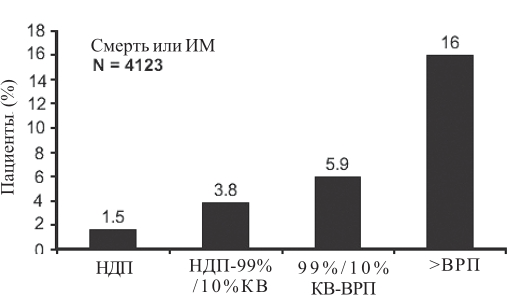 18
16
14
12
10
8
6
4
2
0
Пациенты (%)
Смерть или ИМ
N = 4123
1.5
3.8
5.9
16
НДП
НДП-99%
/10%КВ
99%/10%
КВ-ВРП
>ВРП